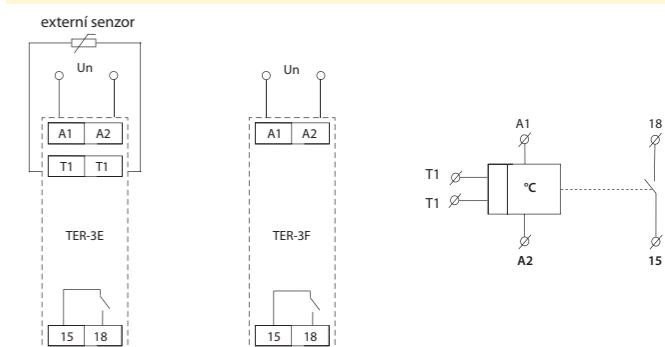 externí senzor
Un
A1 A2
T1 T1
TER-3E
15 18
Un
A1 A2
TER-3F
15 18
A1
18
T1
T1
°C
A2
15